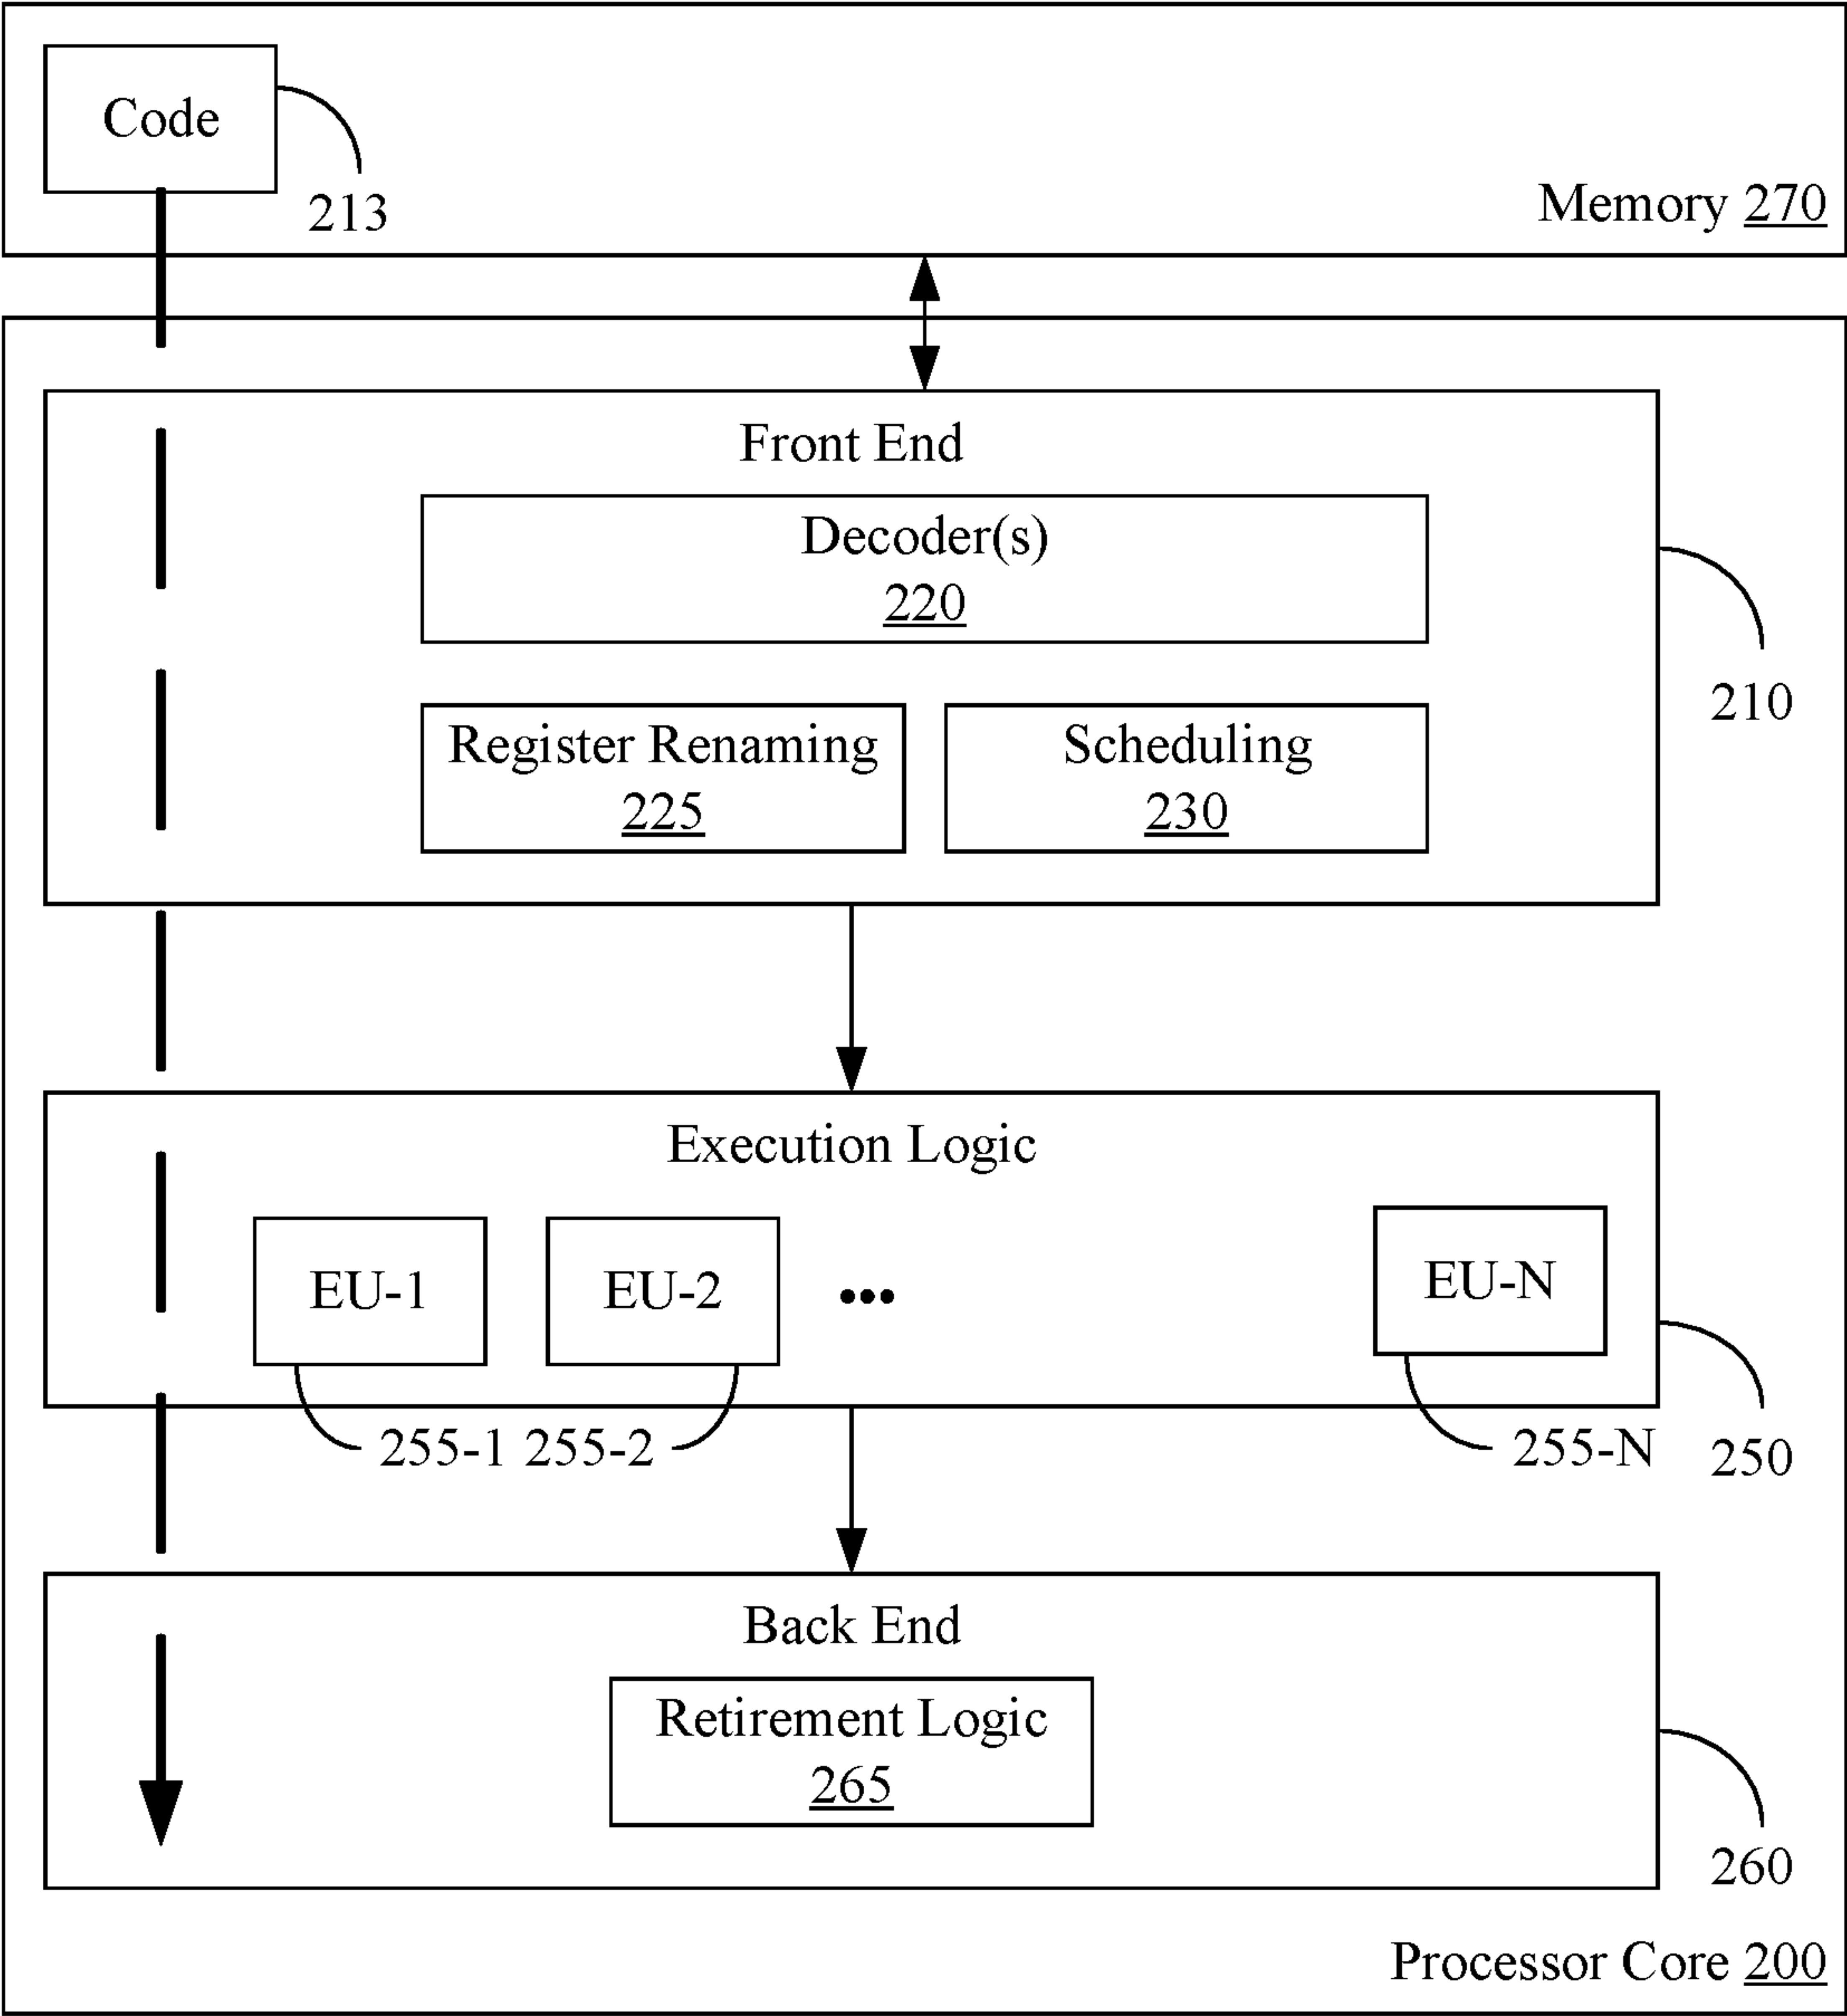 Code
213
Memory 270
Front End
Decoder(s)
220
210
Register Renaming
225
Scheduling
230
Execution Logic
EU-1
EU-2
•••
EU-N
255-1
255-2
255-N
250
Back End
Retirement Logic
265
260
Processor Core 200